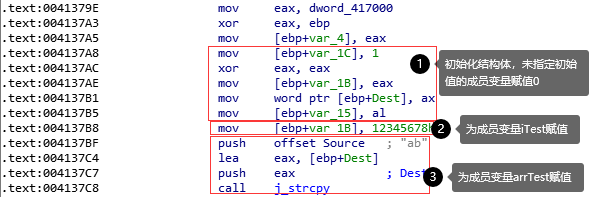 .text:0041379E mov eax, dword_417000
.text:004137A3 xor eax, ebp
.text:004137A5 mov [ebp+var_4], eax
.text:004137A8 mov [ebp+var_1C], 1
.text:004137AC xor eax, eax
.text:004137AE mov [ebp+var_1B], eax
.text:004137B1 mov word ptr [ebp+Dest], ax
.text:004137B5 mov [ebp+var_15], al
.text:004137B8 mov [ebp+var_1B], 12345678h
.text:004137BF push offset Source ; "ab"
.text:004137C4 lea eax, [ebp+Dest]
.text:004137C7 push eax ; Dest
.text:004137C8 call j_strcpy
1 初始化结构体，未指定初始
值的成员变量赋值0
2 为成员变量iTest赋值
3 为成员变量arrTest赋值